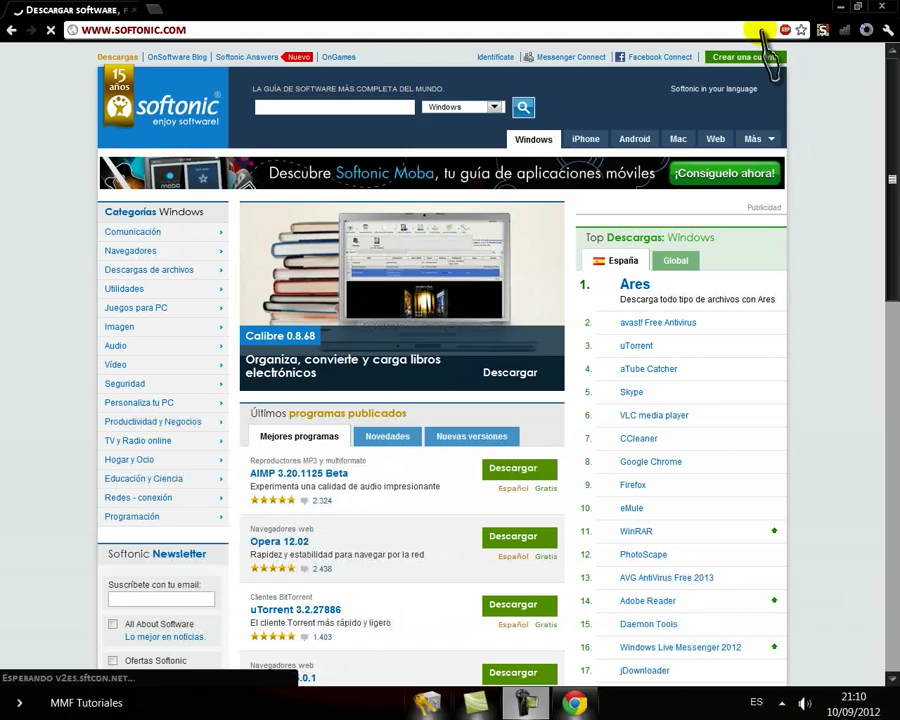 Descargar software,
WWW.SOFTONIC.COM
ABP
Descargas
OnSoftware Blog
Softonic Answers
Nuevo
OnGames
Identifícate
Messenger Connect
Facebook Connect
15
años
softonic
enjoy software!
LA GUÍA DE SOFTWARE MÁS COMPLETA DEL MUNDO.
Windows
Softonic in your language
Windows
iPhone
Android
Mac
Web
Más
Descubre Softonic Moba, tu guía de aplicaciones móviles
¡Consíguelo ahora!
Publicidad
Categorías Windows
Comunicación
Navegadores
Descargas de archivos
Utilidades
Juegos para PC
Imagen
Audio
Vídeo
Seguridad
Personaliza tu PC
Productividad y Negocios
TV y Radio online
Hogar y Ocio
Educación y Ciencia
Redes - conexión
Programación
Softonic Newsletter
Suscríbete con tu email:
All About Software
Lo mejor en noticias.
Ofertas Softonic
Calibre 0.8.68
Organiza, convierte y carga libros
electrónicos
Descargar
Últimos programas publicados
Mejores programas
Novedades
Nuevas versiones
Reproductores MP3 y multiformato
AIMP 3.20.1125 Beta
Experimenta una calidad de audio impresionante
2.324
Descargar
Español Gratis
Navegadores web
Opera 12.02
Rapidez y estabilidad para navegar por la red
2.438
Descargar
Español Gratis
Clientes BitTorrent
uTorrent 3.2.27886
El cliente Torrent más rápido y ligero
1.403
Descargar
Español Gratis
Navegadores web
Descargar
Top Descargas: Windows
España
Global
1. Ares
Descarga todo tipo de archivos con Ares
2. avast! Free Antivirus
3. uTorrent
4. aTube Catcher
5. Skype
6. VLC media player
7. CCleaner
8. Google Chrome
9. Firefox
10. eMule
11. WinRAR
12. PhotoScape
13. AVG AntiVirus Free 2013
14. Adobe Reader
15. Daemon Tools
16. Windows Live Messenger 2012
17. jDownloader
ESPERANDO V2ES.SFTCDN.NET...
MMF Tutoriales
ES
21:10
10/09/2012